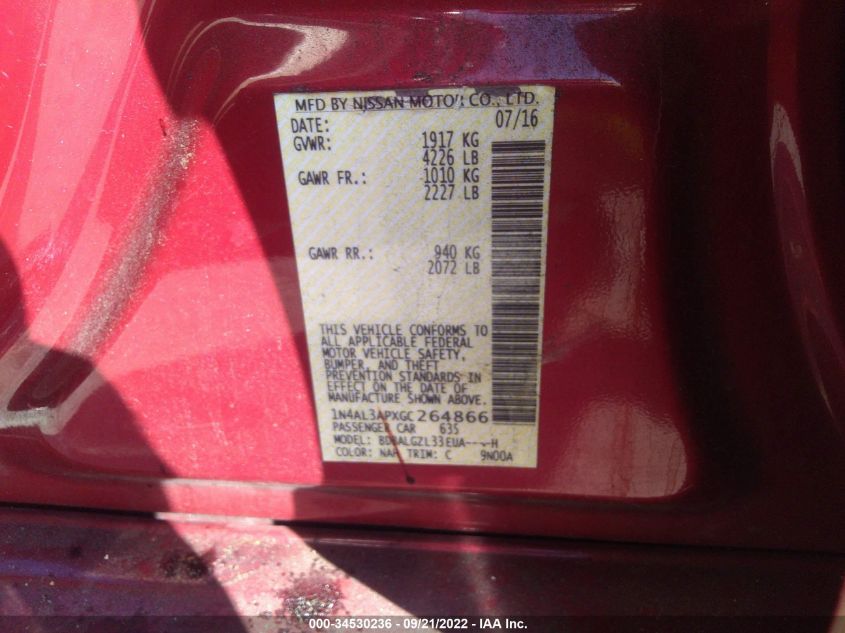 MFD BY NISSAN MOTOR CO., LTD.
DATE: 07/16
GVWR: 1917 KG
4226 LB
GAWR FR.: 1010 KG
2227 LB
GAWR RR.: 940 KG
2072 LB
THIS VEHICLE CONFORMS TO
ALL APPLICABLE FEDERAL
MOTOR VEHICLE SAFETY,
BUMPER, AND THEFT
PREVENTION STANDARDS IN
EFFECT ON THE DATE OF
MANUFACTURE SHOWN ABOVE.
1N4AL3APXGC264866
PASSENGER CAR 635
MODEL:
COLOR: NAH TRIM: C 9N00A
000-34530236 - 09/21/2022 - IAA Inc.